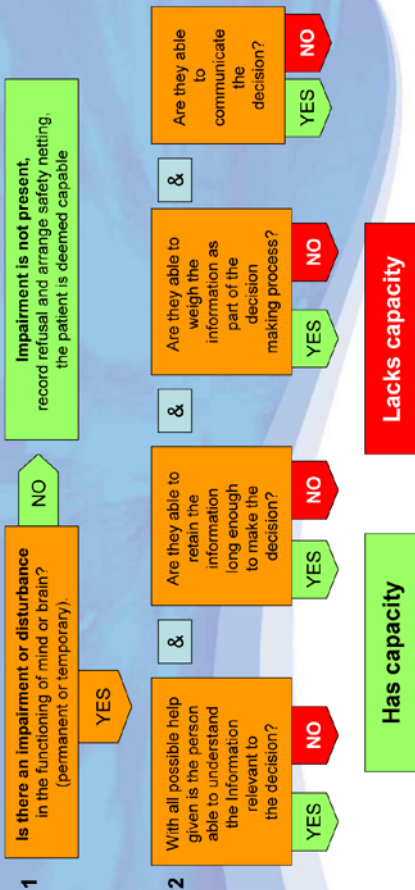 1
Is there an impairment or disturbance
in the functioning of mind or brain?
(permanent or temporary).
NO
Impairment is not present,
record refusal and arrange safety netting,
the patient is deemed capable
YES
2
With all possible help
given is the person
able to understand
the Information
relevant to
the decision?
YES
NO
&
Are they able to
retain the
information
long enough
to make the
decision?
YES
NO
&
Are they able to
weigh the
information as
part of the
decision
making process?
YES
NO
&
Are they able
to
communicate
the
decision?
YES
NO
Has capacity
Lacks capacity